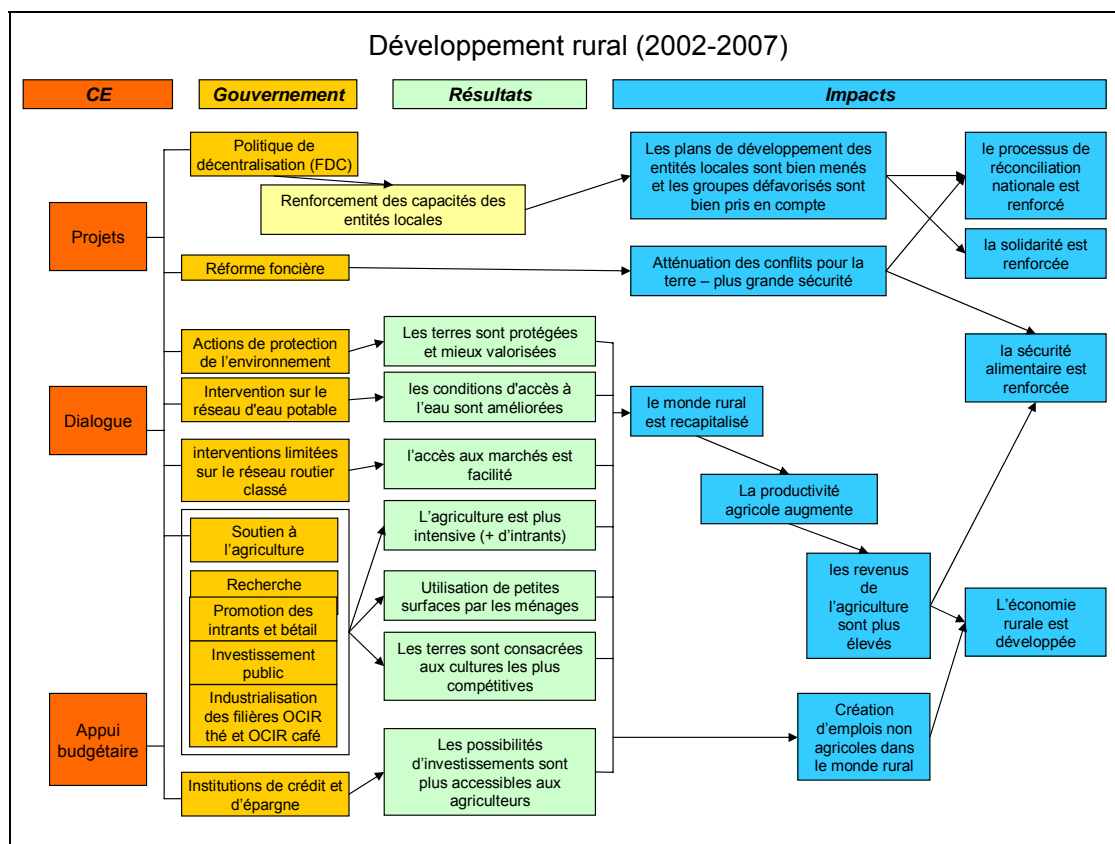 Développement rural (2002-2007)
CE
Gouvernement
Résultats
Impacts
Projets
Dialogue
Appui
budgétaire
Politique de
décentralisation (FDC)
Renforcement des capacités des
entités locales
Réforme foncière
Actions de protection
de l'environnement
Intervention sur le
réseau d'eau potable
interventions limitées
sur le réseau routier
classé
Soutien à
l'agriculture
Recherche
Promotion des
intrants et bétail
Investissement
public
Industrialisation
des filières OCIR
thé et OCIR café
Institutions de crédit et
d'épargne
Les terres sont protégées
et mieux valorisées
les conditions d'accès à
l'eau sont améliorées
l'accès aux marchés est
facilité
L'agriculture est plus
intensive (+ d'intrants)
Utilisation de petites
surfaces par les ménages
Les terres sont consacrées
aux cultures les plus
compétitives
Les possibilités
d'investissements sont
plus accessibles aux
agriculteurs
Les plans de développement des
entités locales sont bien menés
et les groupes défavorisés sont
bien pris en compte
Atténuation des conflits pour la
terre – plus grande sécurité
le monde rural
est recapitalisé
La productivité
agricole augmente
les revenus
de
l'agriculture
sont plus
élevés
Création
d'emplois non
agricoles dans
le monde rural
le processus de
réconciliation
nationale est
renforcé
la solidarité est
renforcée
la sécurité
alimentaire est
renforcée
L'économie
rurale est
développée